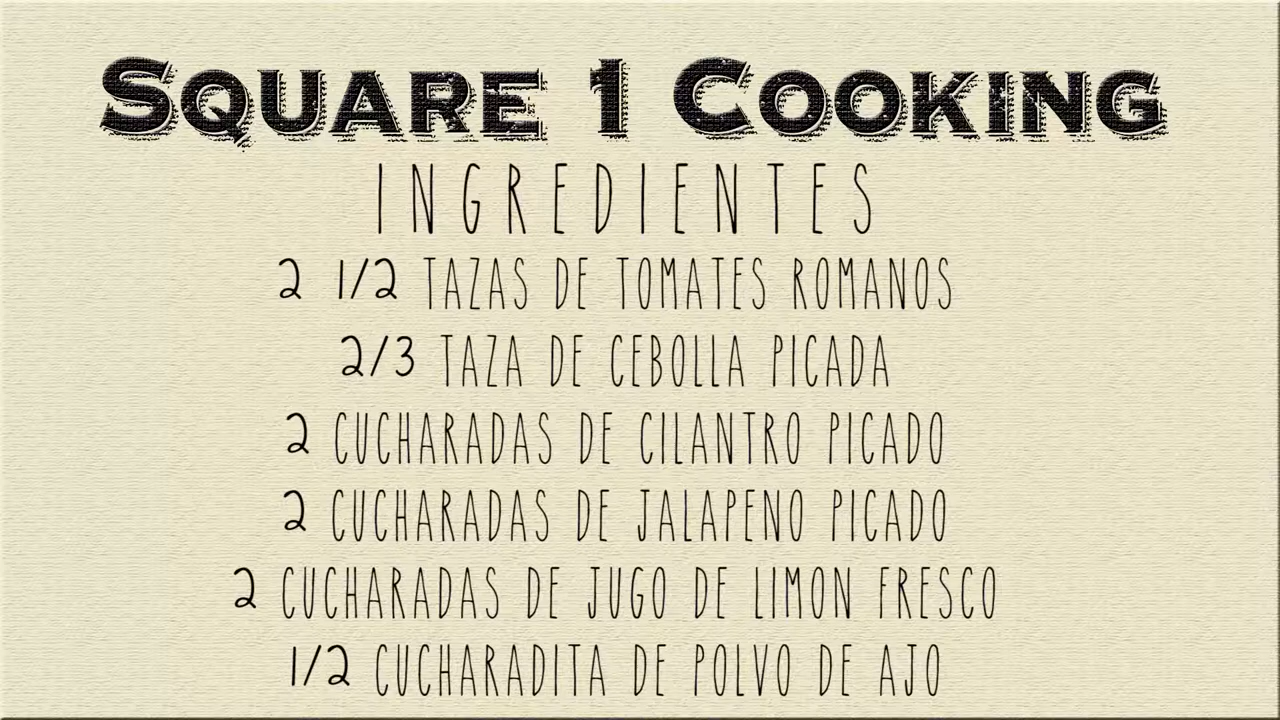 SQUARE 1 COOKING
INGREDIENTES
2 1/2 TAZAS DE TOMATES ROMANOS
2/3 TAZA DE CEBOLLA PICADA
2 CUCHARADAS DE CILANTRO PICADO
2 CUCHARADAS DE JALAPENO PICADO
2 CUCHARADAS DE JUGO DE LIMON FRESCO
1/2 CUCHARADITA DE POLVO DE AJO